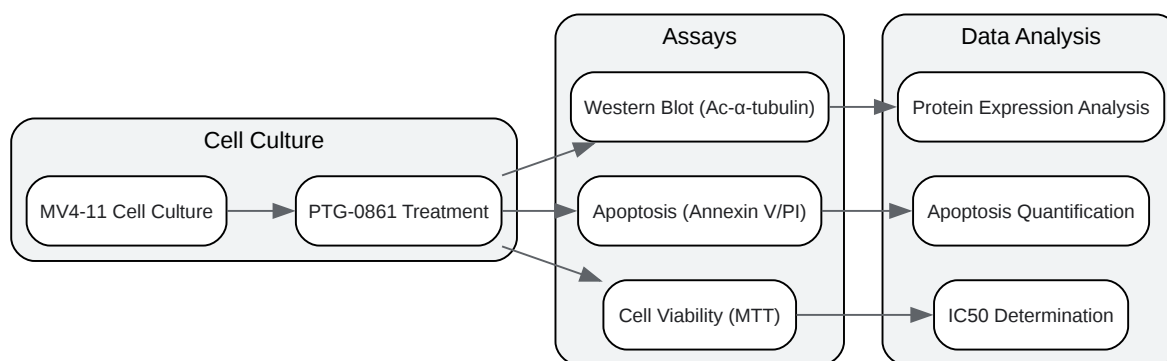 Cell Culture
MV4-11 Cell Culture
PTG-0861 Treatment
Assays
Western Blot (Ac-α-tubulin)
Apoptosis (Annexin V/PI)
Cell Viability (MTT)
Data Analysis
Protein Expression Analysis
Apoptosis Quantification
IC50 Determination